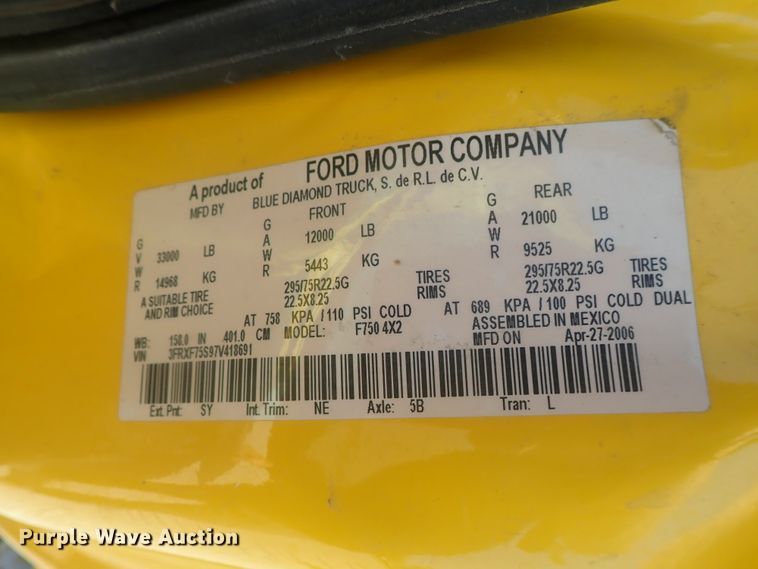 A product of FORD MOTOR COMPANY
MFD BY BLUE DIAMOND TRUCK, S. de R.L. de C.V.
FRONT REAR
G G G
V 33000 LB A 12000 LB A 21000 LB
W W W
R 14968 KG R 5443 KG R 9525 KG
A SUITABLE TIRE 295/75R22.5G TIRES 295/75R22.5G TIRES
AND RIM CHOICE 22.5X8.25 RIMS 22.5X8.25 RIMS
AT 758 KPA/110 PSI COLD AT 689 KPA/100 PSI COLD DUAL
WB: 158.0 IN 401.0 CM MODEL: F750 4X2 ASSEMBLED IN MEXICO
VIN 3FRXF75S97V418691 MFD ON Apr-27-2006
Ext. Pnt: SY Int. Trim: NE Axle: 5B Tran: L
Purple Wave Auction